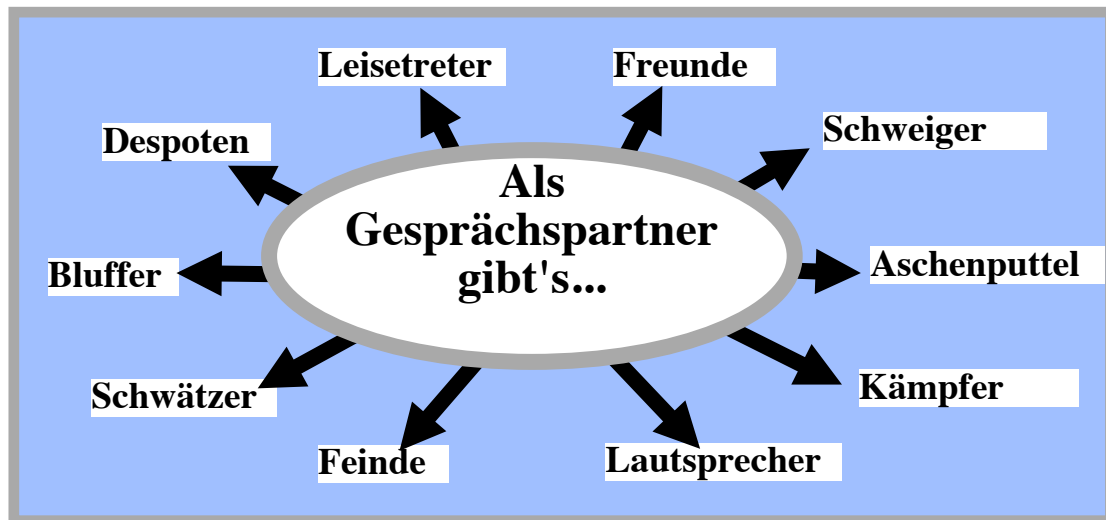 Leisetreter
Freunde
Despoten
Schweiger
Als
Gesprächspartner
gibt's...
Bluffer
Aschenputtel
Schwätzer
Kämpfer
Feinde
Lautsprecher